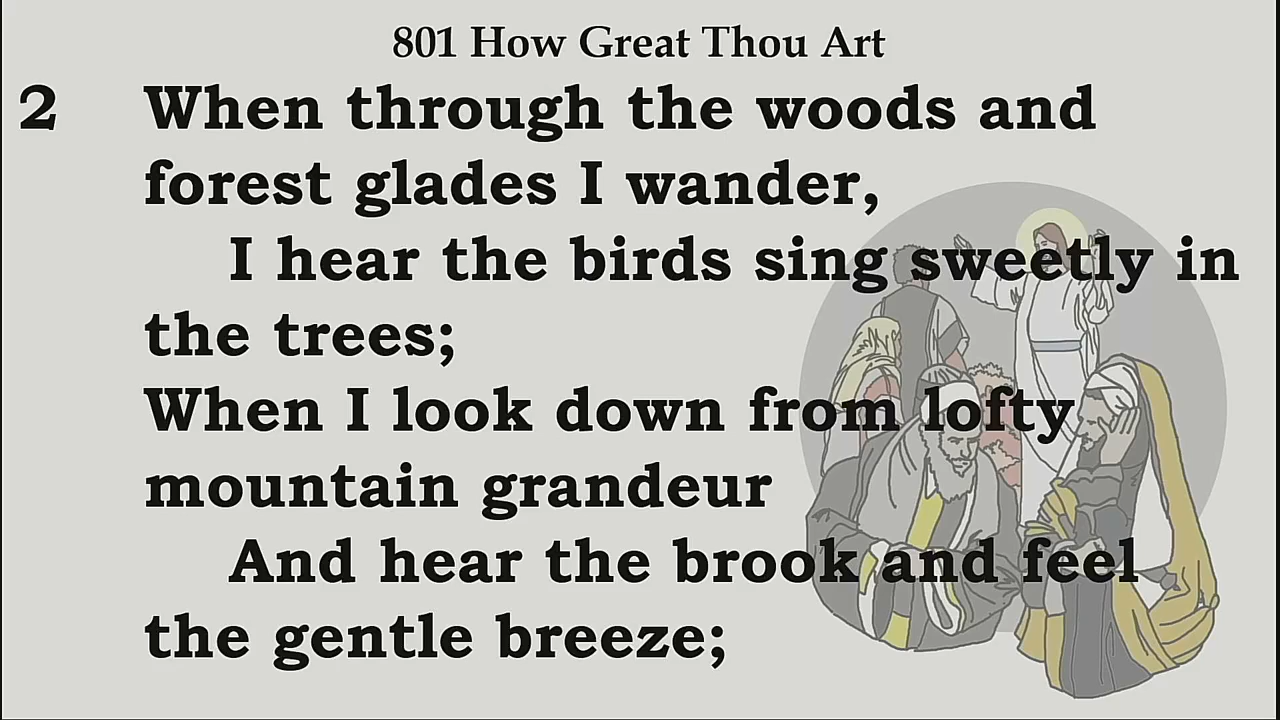 801 How Great Thou Art
2 When through the woods and
forest glades I wander,
I hear the birds sing sweetly in
the trees;
When I look down from lofty
mountain grandeur
And hear the brook and feel
the gentle breeze;